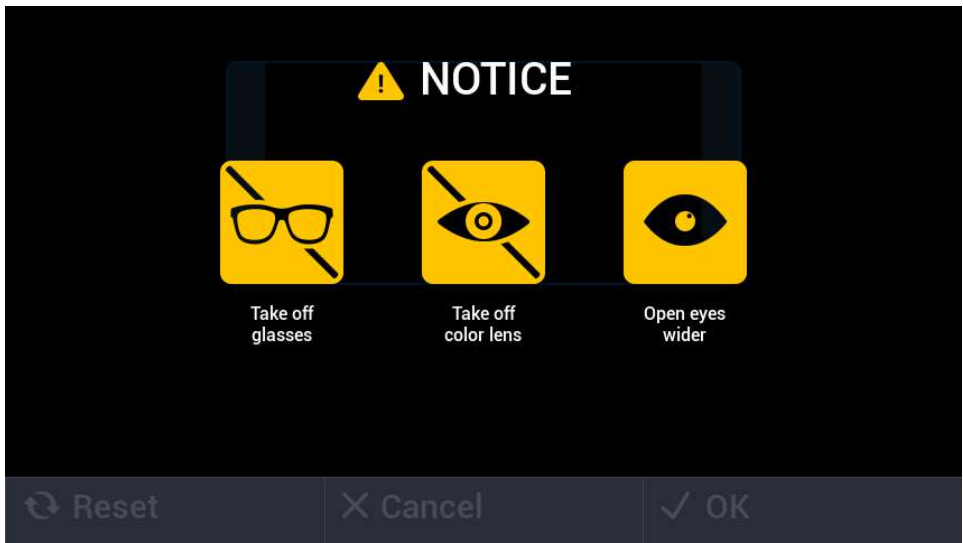 NOTICE
Take off
glasses
Take off
color lens
Open eyes
wider
Reset
Cancel
OK